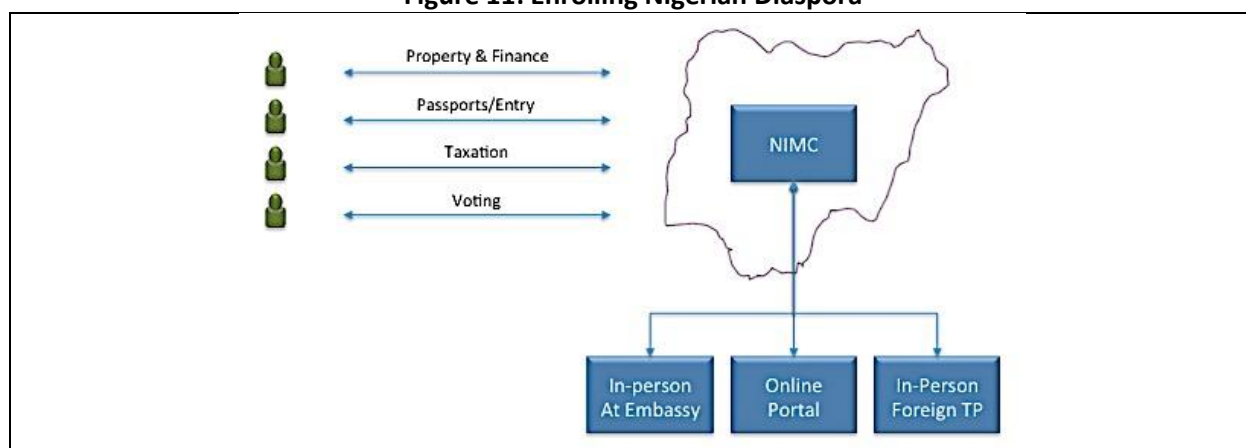 Figure 11: Enrolling Nigerian Diaspora
Property & Finance
Passports/Entry
Taxation
Voting
NIMC
In-person
At Embassy
Online
Portal
In-Person
Foreign TP